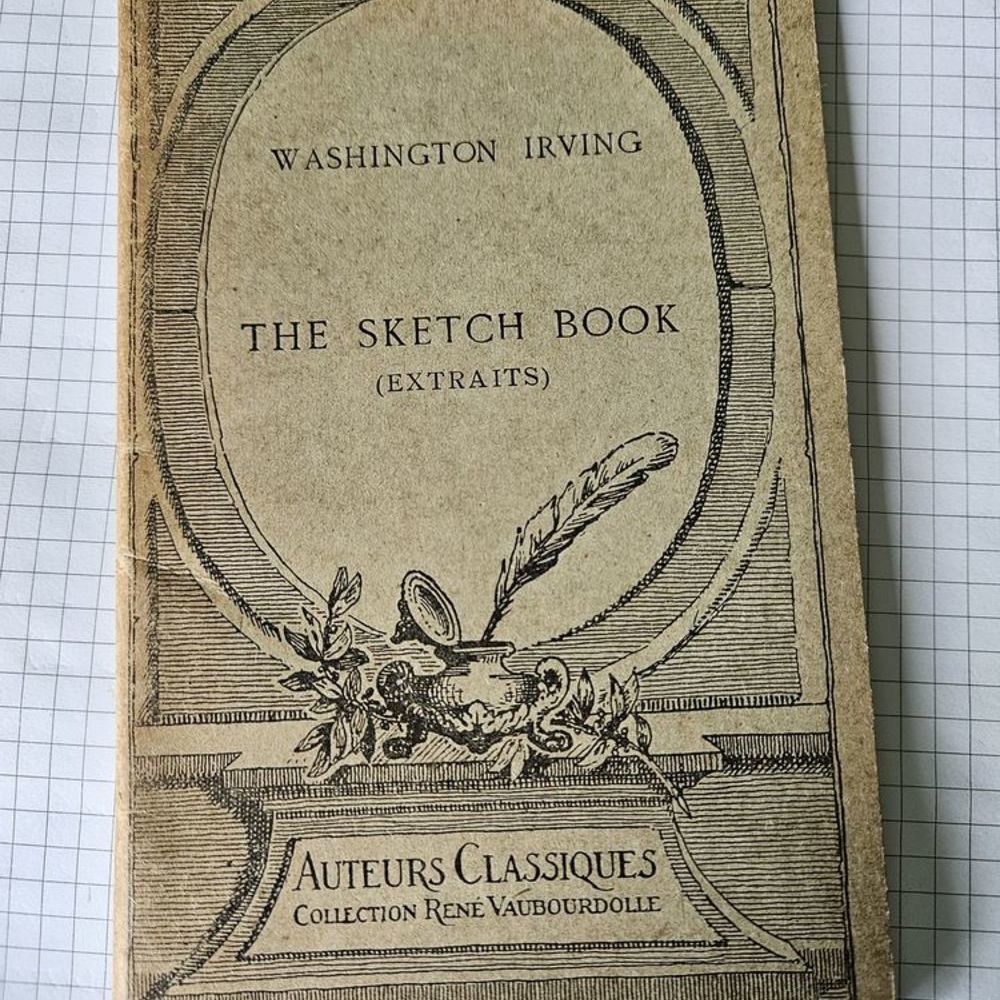 WASHINGTON IRVING
THE SKETCH BOOK
(EXTRAITS)
AUTEURS CLASSIQUES
COLLECTION RENÉ VAUBOURDOLLE